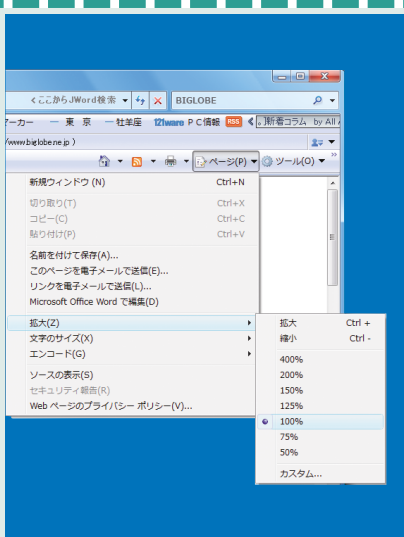 くここからJWord検索
BIGLOBE
ーカー ー 東 京 ー牡羊座 121ware PC情報 RSS 《。]新着コラム by All
/www.biglobe.ne.jp )
ページ(P)
ツール(O)
新規ウィンドウ (N) Ctrl+N
切り取り(T) Ctrl+X
コピー(C) Ctrl+C
貼り付け(P) Ctrl+V
名前を付けて保存(A)...
このページを電子メールで送信(E)...
リンクを電子メールで送信(L)...
Microsoft Office Word で編集(D)
拡大(Z)
文字のサイズ(X)
エンコード(G)
ソースの表示(S)
セキュリティ報告(R)
Web ページのプライバシー ポリシー(V)...
拡大 Ctrl +
縮小 Ctrl -
400%
200%
150%
125%
100%
75%
50%
カスタム...